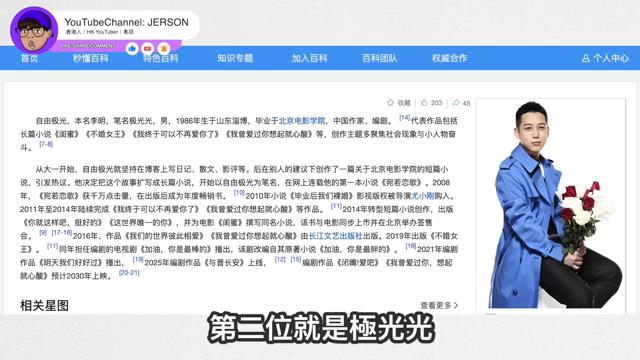 YouTubeChannel: JERSON
香港人｜HK YouTuber｜粵語
LIKE/SHARE/COMMENT
首页 秒懂百科 特色百科 知识专题 加入百科 百科团队 权威合作 个人中心
收藏 203 45
自由极光，本名李明，笔名极光光，男，1986年生于山东淄博，毕业于北京电影学院，中国作家、编剧。[14]代表作品包括
长篇小说《闺蜜》《不婚女王》《我终于可以不再爱你了》《我曾爱过你想起就心酸》等，创作主题多聚焦社会现象与小人物奋
斗。[7-8]
从大一开始，自由极光就坚持在博客上写日记、散文、影评等。后在别人的建议下创作了一篇关于北京电影学院的短篇小
说，引发热议。他决定把这个故事扩写成长篇小说，开始以自由极光为笔名，在网上连载他的第一本小说《宛若恋歌》。2008
年，《宛若恋歌》获千万点击量，在出版后成为年度畅销书。[10]2010年小说《毕业后我们裸婚》影视版权被导演尤小刚购入。
2011年至2014年陆续完成《我终于可以不再爱了》《我曾爱过你想起就心酸》等作品。[11]2014年转型短篇小说创作，出版
《你就这样吧，挺好的》《这世界唯一的你》，并为电影《闺蜜》撰写同名小说，该书与电影同步上市并在北京举办签售
会。[9] [17-18]2016年，作品《我们的世界彼此相爱》《我曾爱过你想起就心酸》由长江文艺出版社出版。2019年出版《不婚女
王》。[11]同年担任编剧的电视剧《加油，你是最棒的》播出，该剧改编自其原著小说《加油，你是最胖的》。[16]2021年编剧
作品《明天我们好好过》播出，[19]2025年编剧作品《与晋长安》上线，[12] [15]编剧作品《闭嘴!爱吧》《我曾爱过你，想起
就心酸》预计2030年上映。[20-21]
相关星图 查看更多
第二位就是極光光